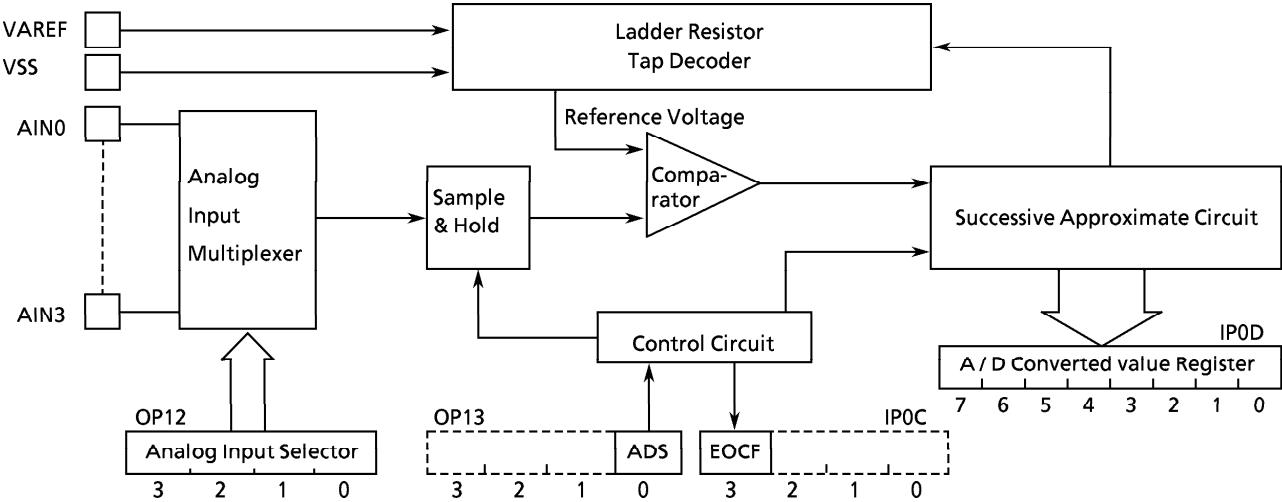 VAREF
VSS
Ladder Resistor
Tap Decoder
AIN0
Reference Voltage
Analog
Input
Multiplexer
Sample
& Hold
Compa-
rator
Successive Approximate Circuit
AIN3
Control Circuit
IP0D
A / D Converted value Register
7 6 5 4 3 2 1 0
OP12
Analog Input Selector
3 2 1 0
OP13
ADS
3 2 1 0
IP0C
EOCF
3 2 1 0